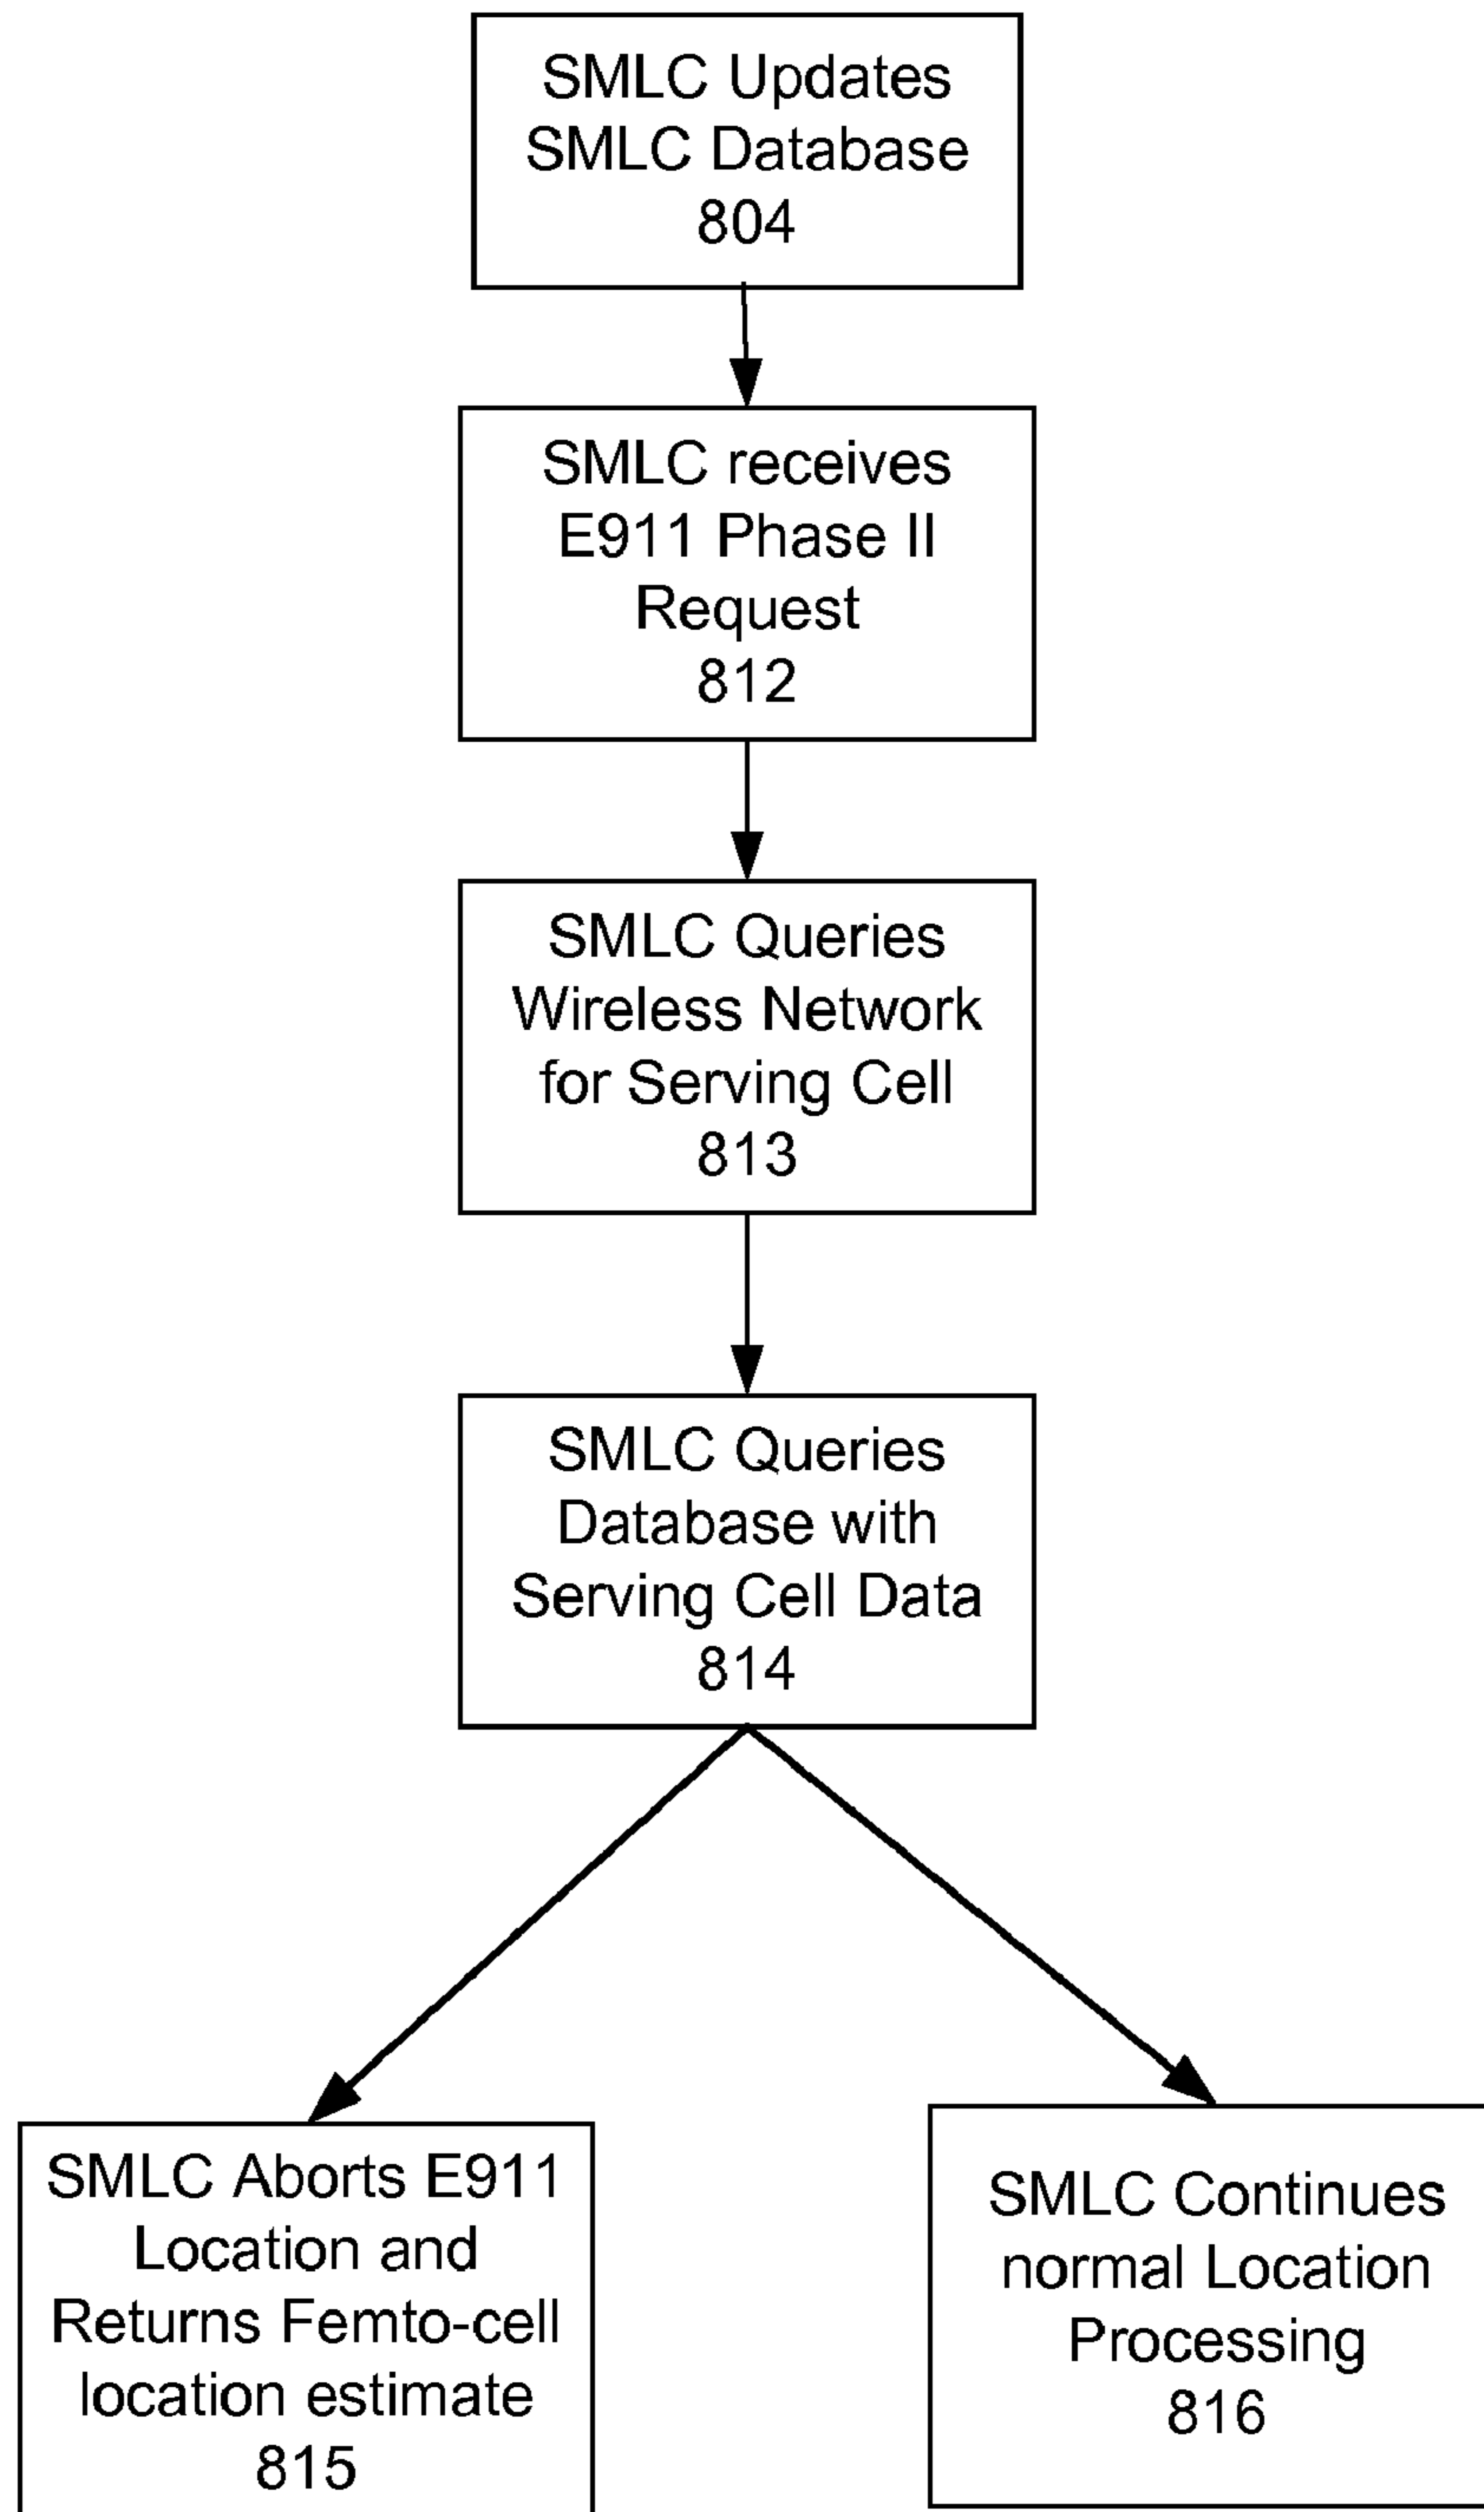 SMLC Updates
SMLC Database
804
SMLC receives
E911 Phase II
Request
812
SMLC Queries
Wireless Network
for Serving Cell
813
SMLC Queries
Database with
Serving Cell Data
814
SMLC Aborts E911
Location and
Returns Femto-cell
location estimate
815
SMLC Continues
normal Location
Processing
816